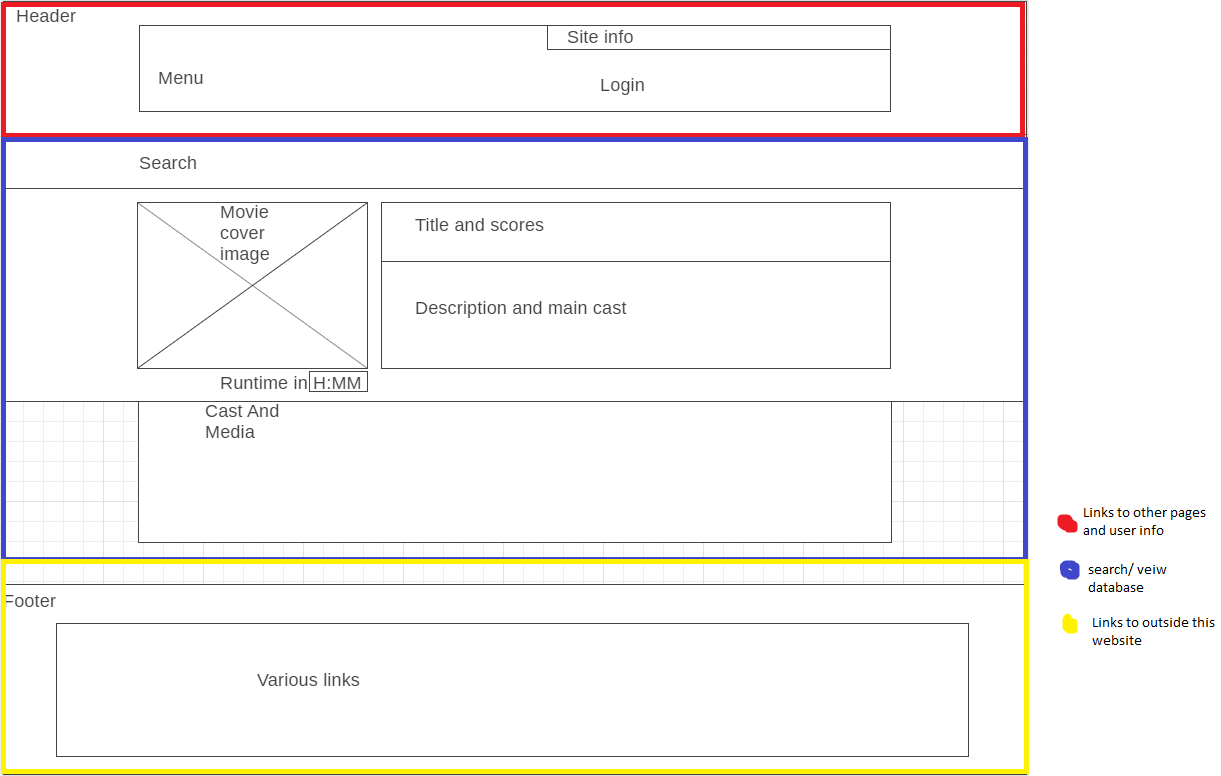 Header
Site info
Menu
Login
Search
Movie
cover
image
Title and scores
Description and main cast
Runtime in H:MM
Cast And
Media
Links to other pages
and user info
search/ veiw
database
Footer
Links to outside this
website
Various links